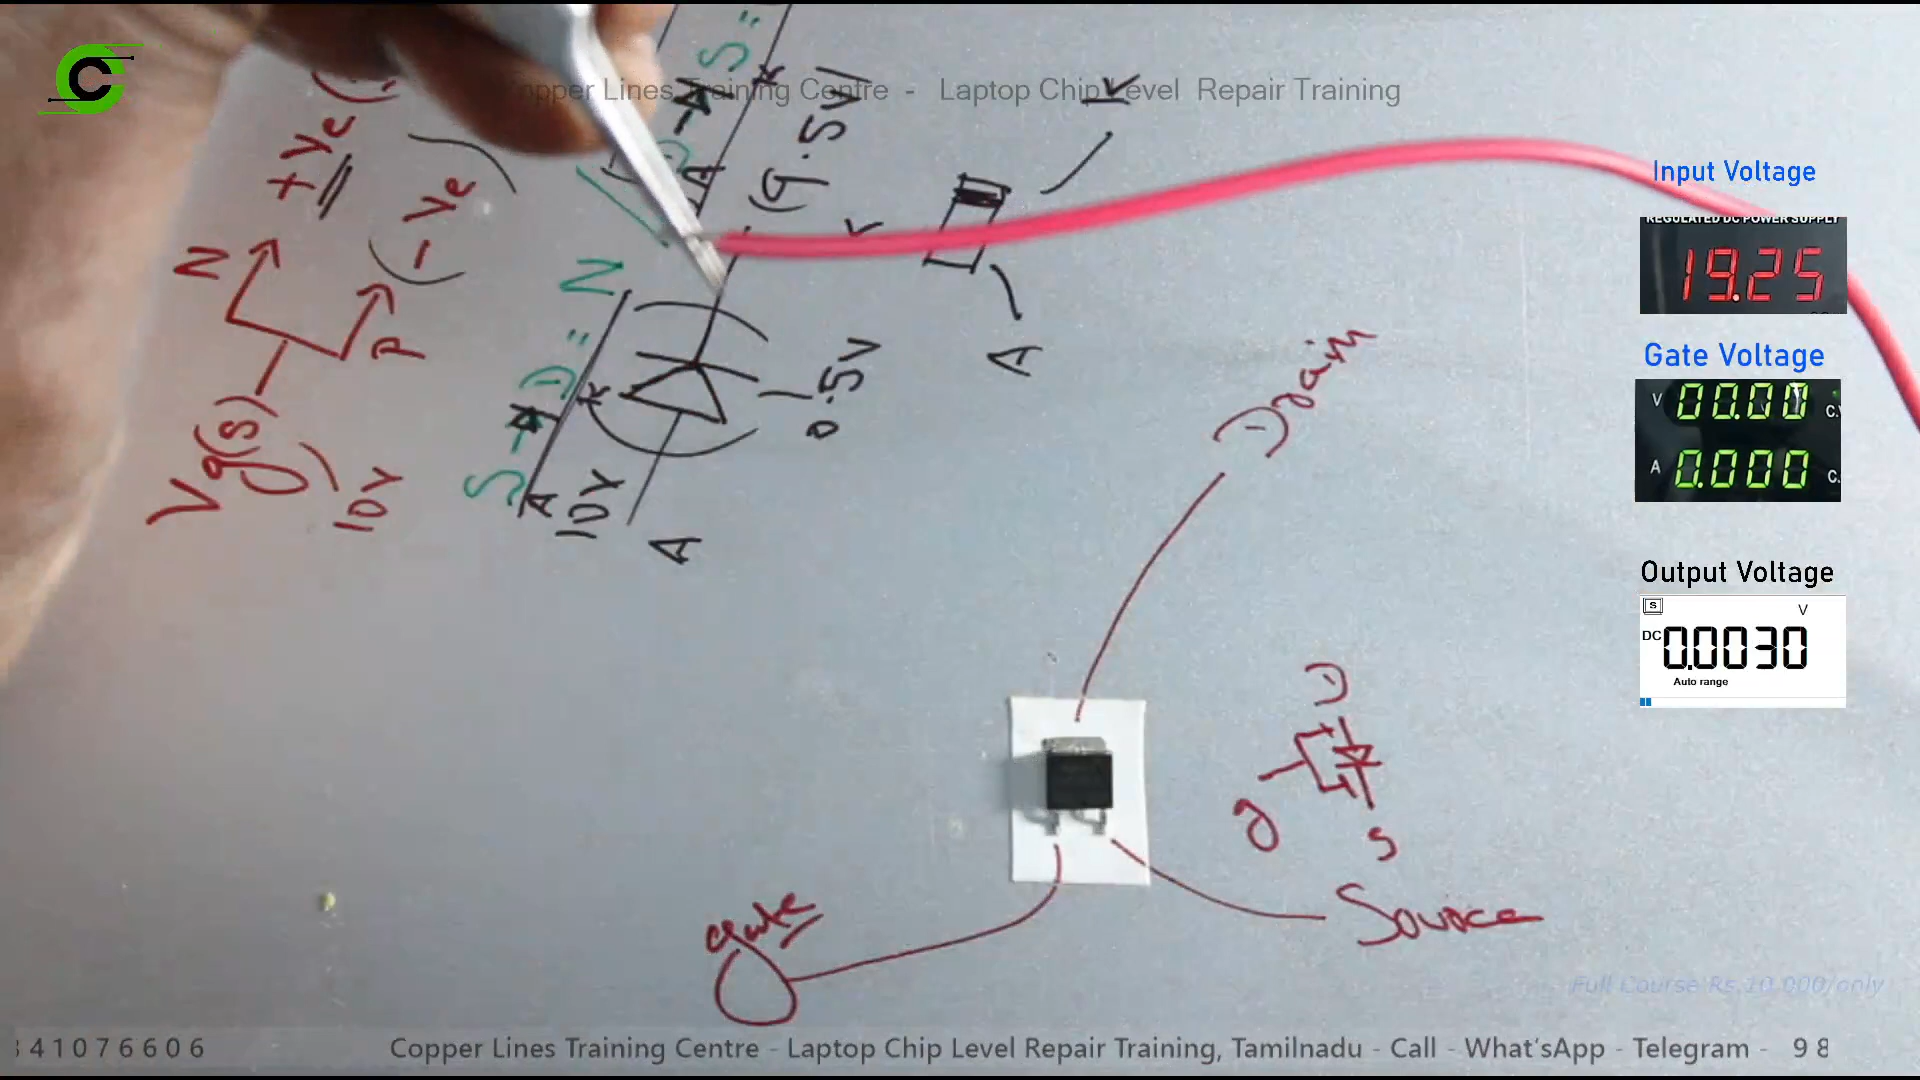 Copper Lines Training Centre - Laptop Chip Level Repair Training
C
Input Voltage
REGULATED DC POWER SUPPLY
19.25
Gate Voltage
V 00.00 C.V
A 0.000 C.
Output Voltage
S V
DC 0.0030
Auto range
+Ve
-Ve
N
P
Vg(s)
10V
N
S-D=
S=
K
A
10V
A
0.5V
9.5V
K
A
Drain
D
g
S
gate
Source
Full Course Rs.10,000/only
41076606 Copper Lines Training Centre - Laptop Chip Level Repair Training, Tamilnadu - Call - What'sApp - Telegram - 98